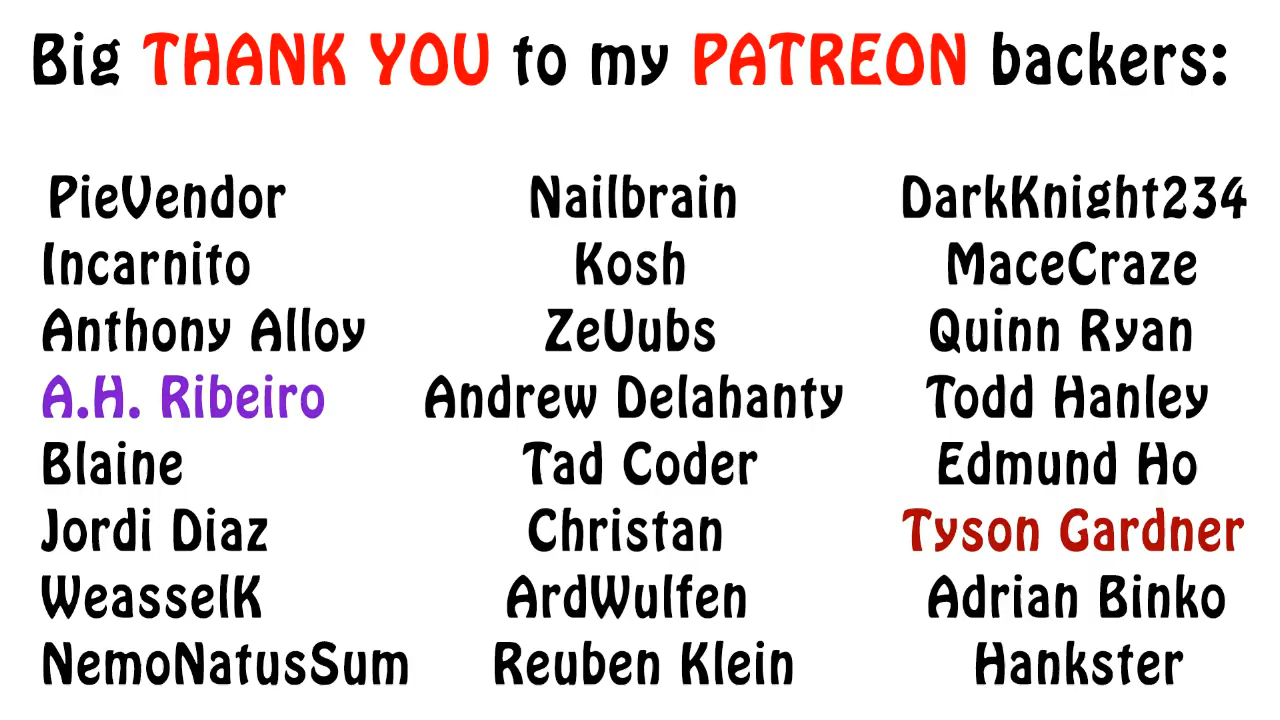 Big THANK YOU to my PATREON backers:
PieVendor Nailbrain DarkKnight234
Incarnito Kosh MaceCraze
Anthony Alloy ZeUubs Quinn Ryan
A.H. Ribeiro Andrew Delahanty Todd Hanley
Blaine Tad Coder Edmund Ho
Jordi Diaz Christan Tyson Gardner
WeasselK ArdWulfen Adrian Binko
NemoNatusSum Reuben Klein Hankster